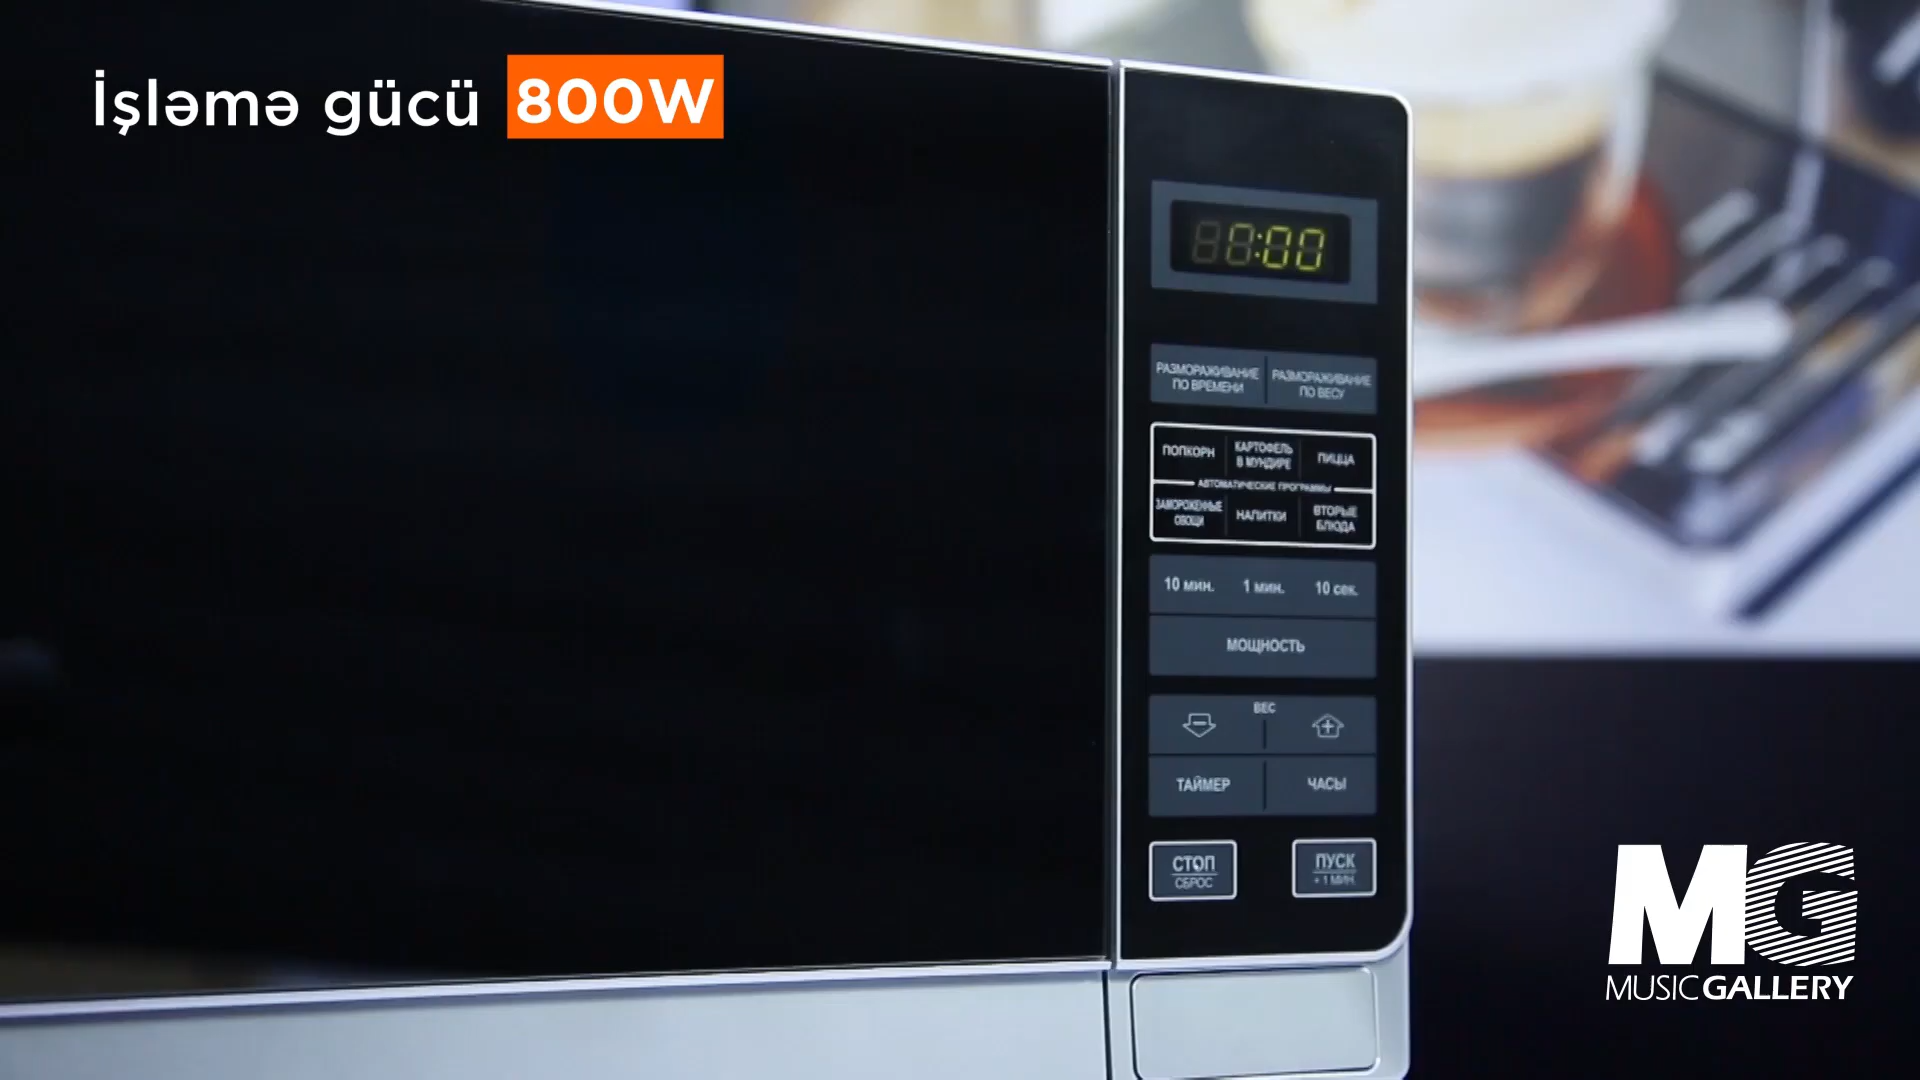 İşləmə gücü 800W
0:00
РАЗМОРАЖИВАНИЕ ПО ВРЕМЕНИ
РАЗМОРАЖИВАНИЕ ПО ВЕСУ
ПОПКОРН
КАРТОФЕЛЬ В МУНДИРЕ
ПИЦЦА
АВТОМАТИЧЕСКИЕ ПРОГРАММЫ
ЗАМОРОЖЕННЫЕ ОВОЩИ
НАПИТКИ
ВТОРЫЕ БЛЮДА
10 мин. 1 мин. 10 сек.
МОЩНОСТЬ
ВЕС
ТАЙМЕР ЧАСЫ
СТОП
СБРОС
ПУСК
+ 1 МИН.
MG
MUSICGALLERY